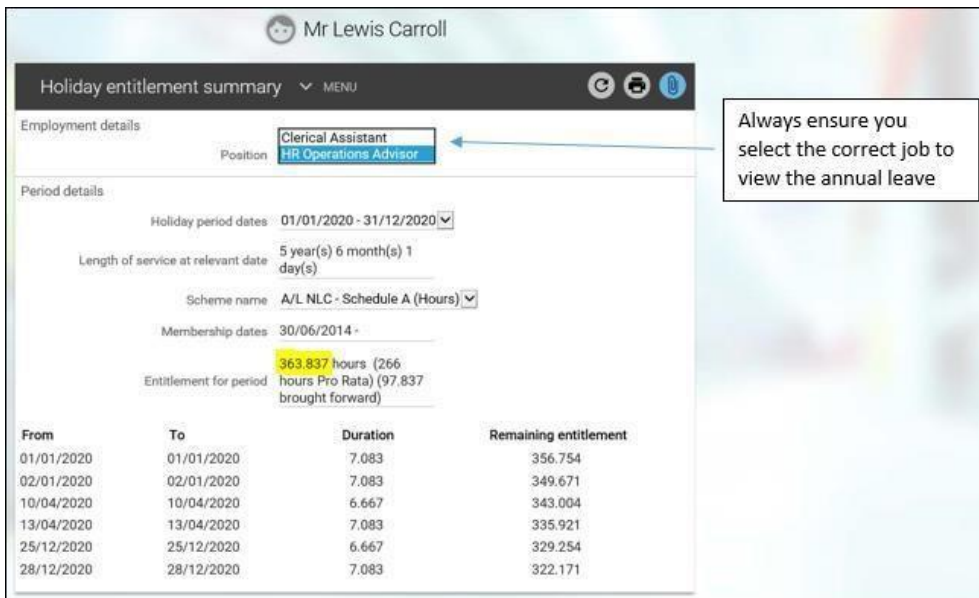 Mr Lewis Carroll
Holiday entitlement summary MENU
Employment details
Position
Clerical Assistant
HR Operations Advisor
Always ensure you
select the correct job to
view the annual leave
Period details
Holiday period dates 01/01/2020 - 31/12/2020
Length of service at relevant date 5 year(s) 6 month(s) 1
day(s)
Scheme name A/L NLC - Schedule A (Hours)
Membership dates 30/06/2014 -
Entitlement for period 363.837 hours (266
hours Pro Rata) (97.837
brought forward)
From To Duration Remaining entitlement
01/01/2020 01/01/2020 7.083 356.754
02/01/2020 02/01/2020 7.083 349.671
10/04/2020 10/04/2020 6.667 343.004
13/04/2020 13/04/2020 7.083 335.921
25/12/2020 25/12/2020 6.667 329.254
28/12/2020 28/12/2020 7.083 322.171